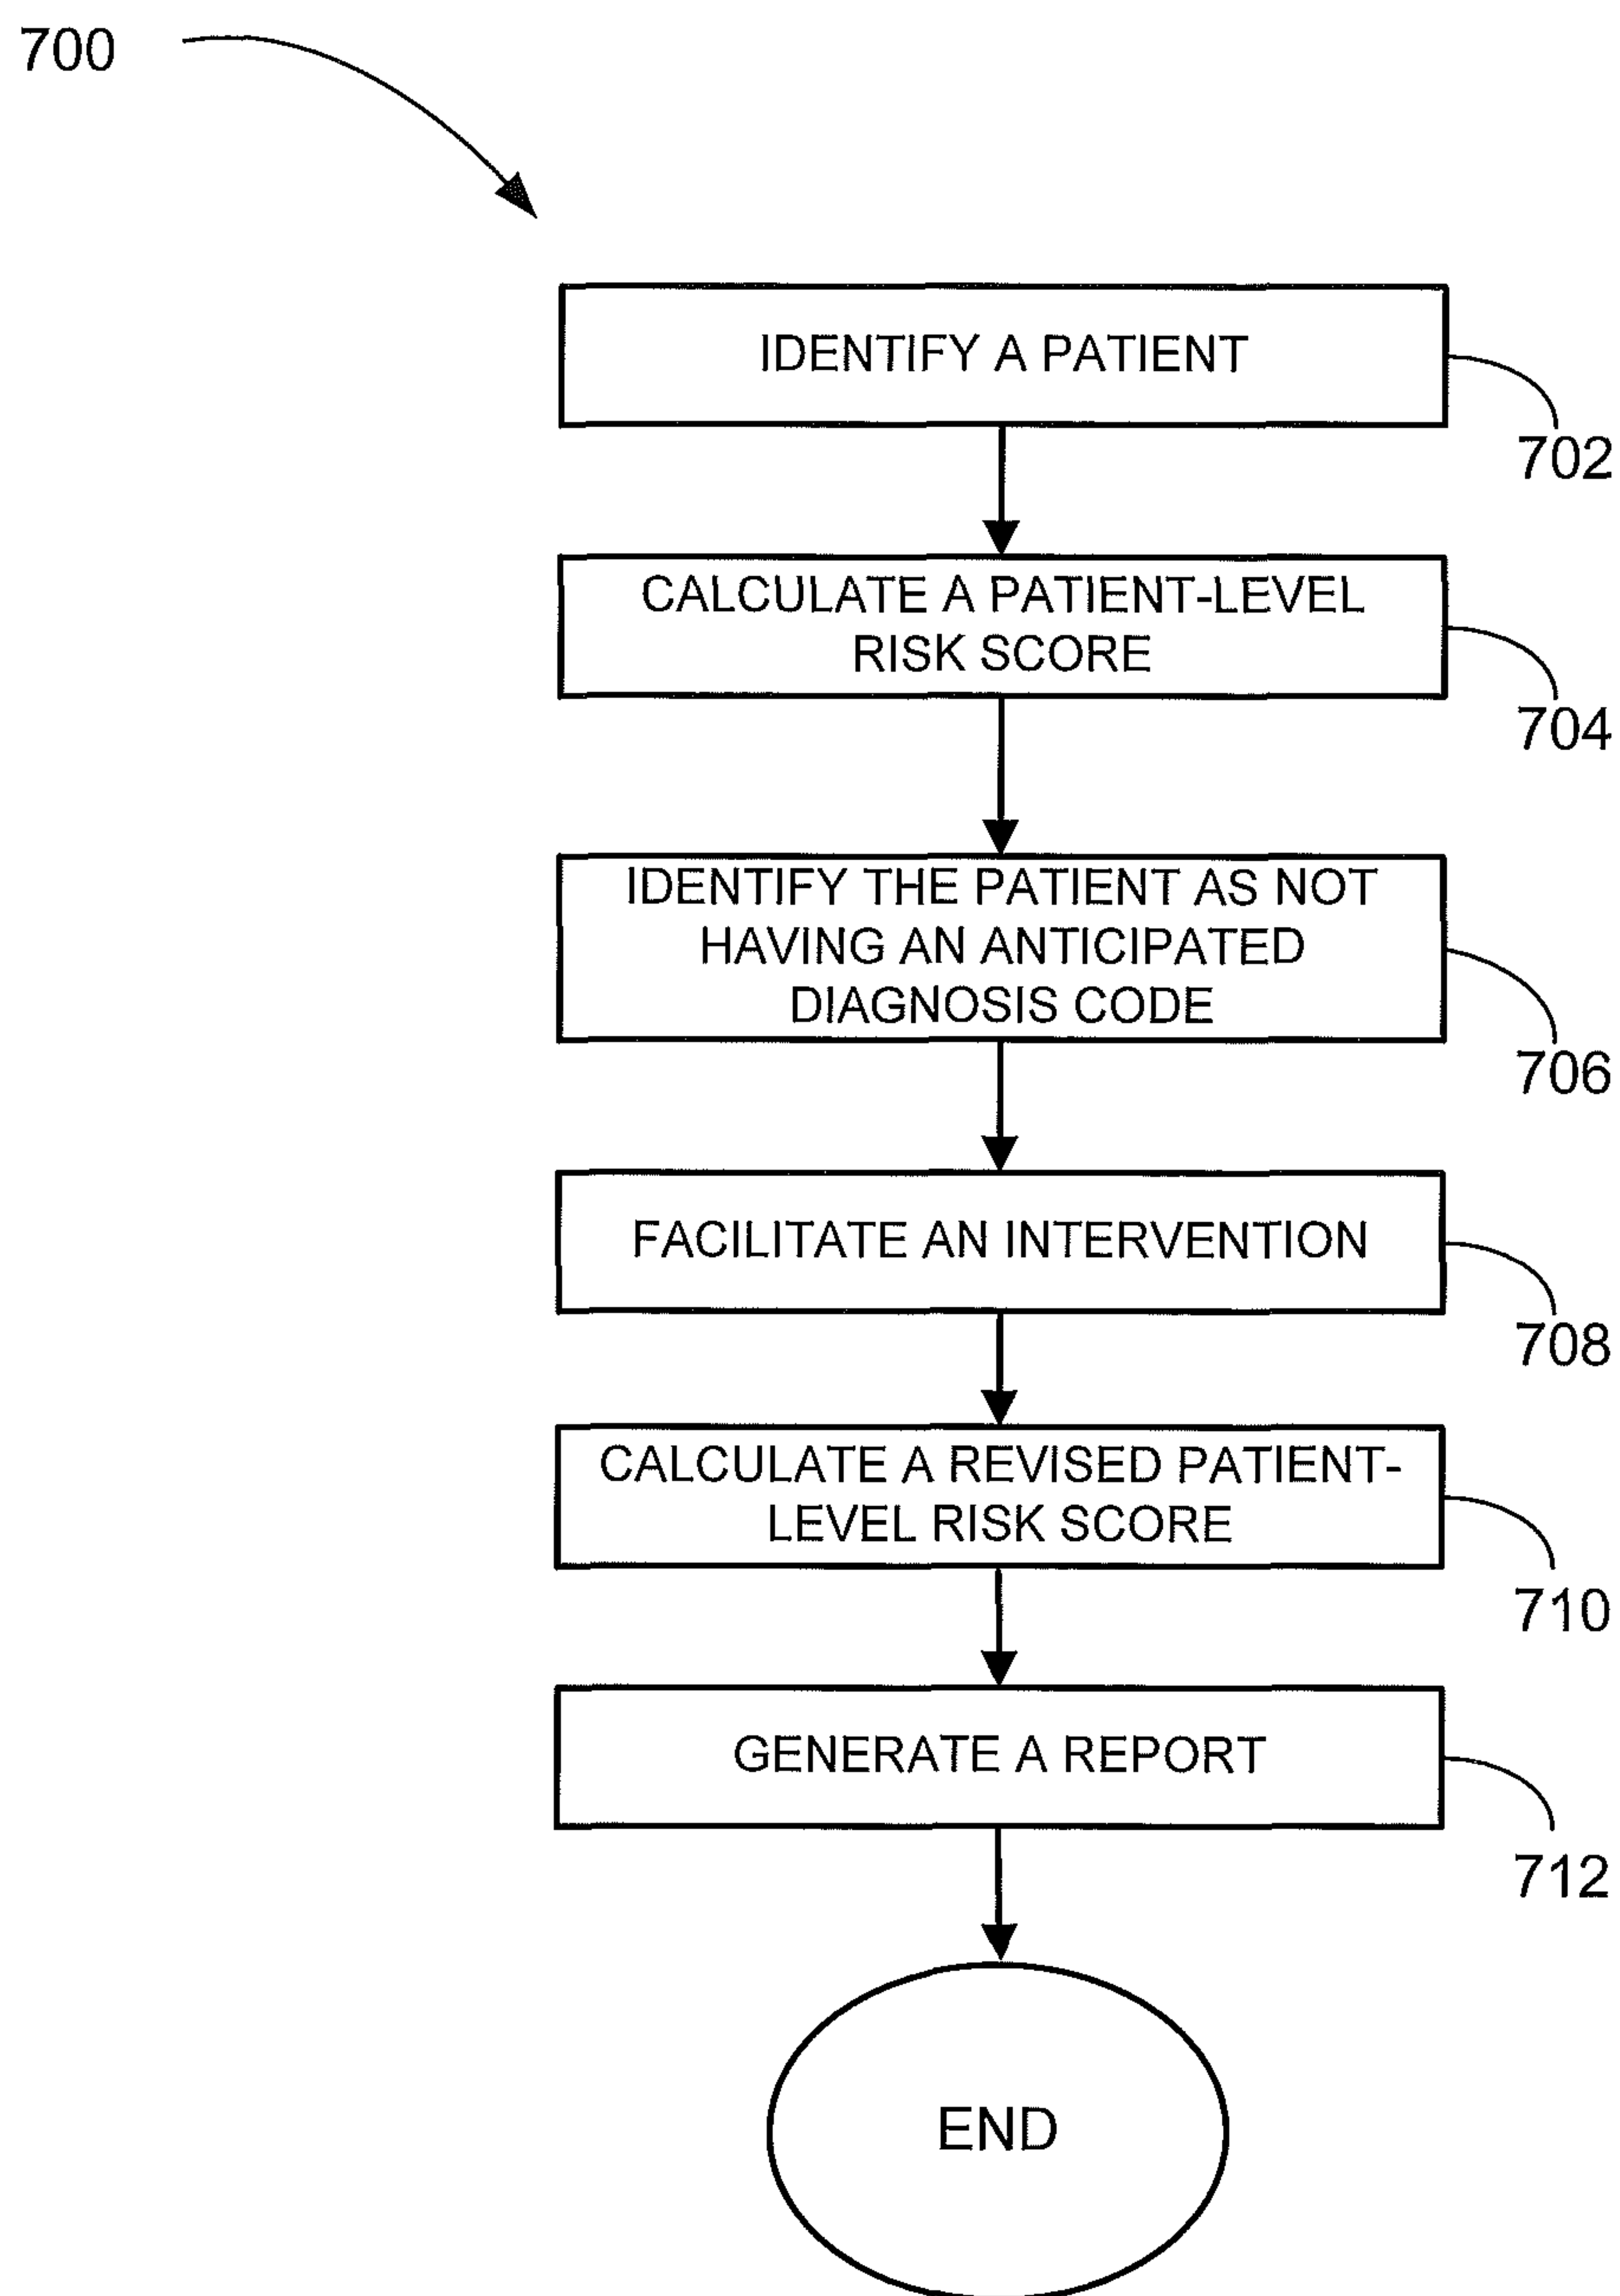 700
IDENTIFY A PATIENT
702
CALCULATE A PATIENT-LEVEL
RISK SCORE
704
IDENTIFY THE PATIENT AS NOT
HAVING AN ANTICIPATED
DIAGNOSIS CODE
706
FACILITATE AN INTERVENTION
708
CALCULATE A REVISED PATIENT-
LEVEL RISK SCORE
710
GENERATE A REPORT
712
END